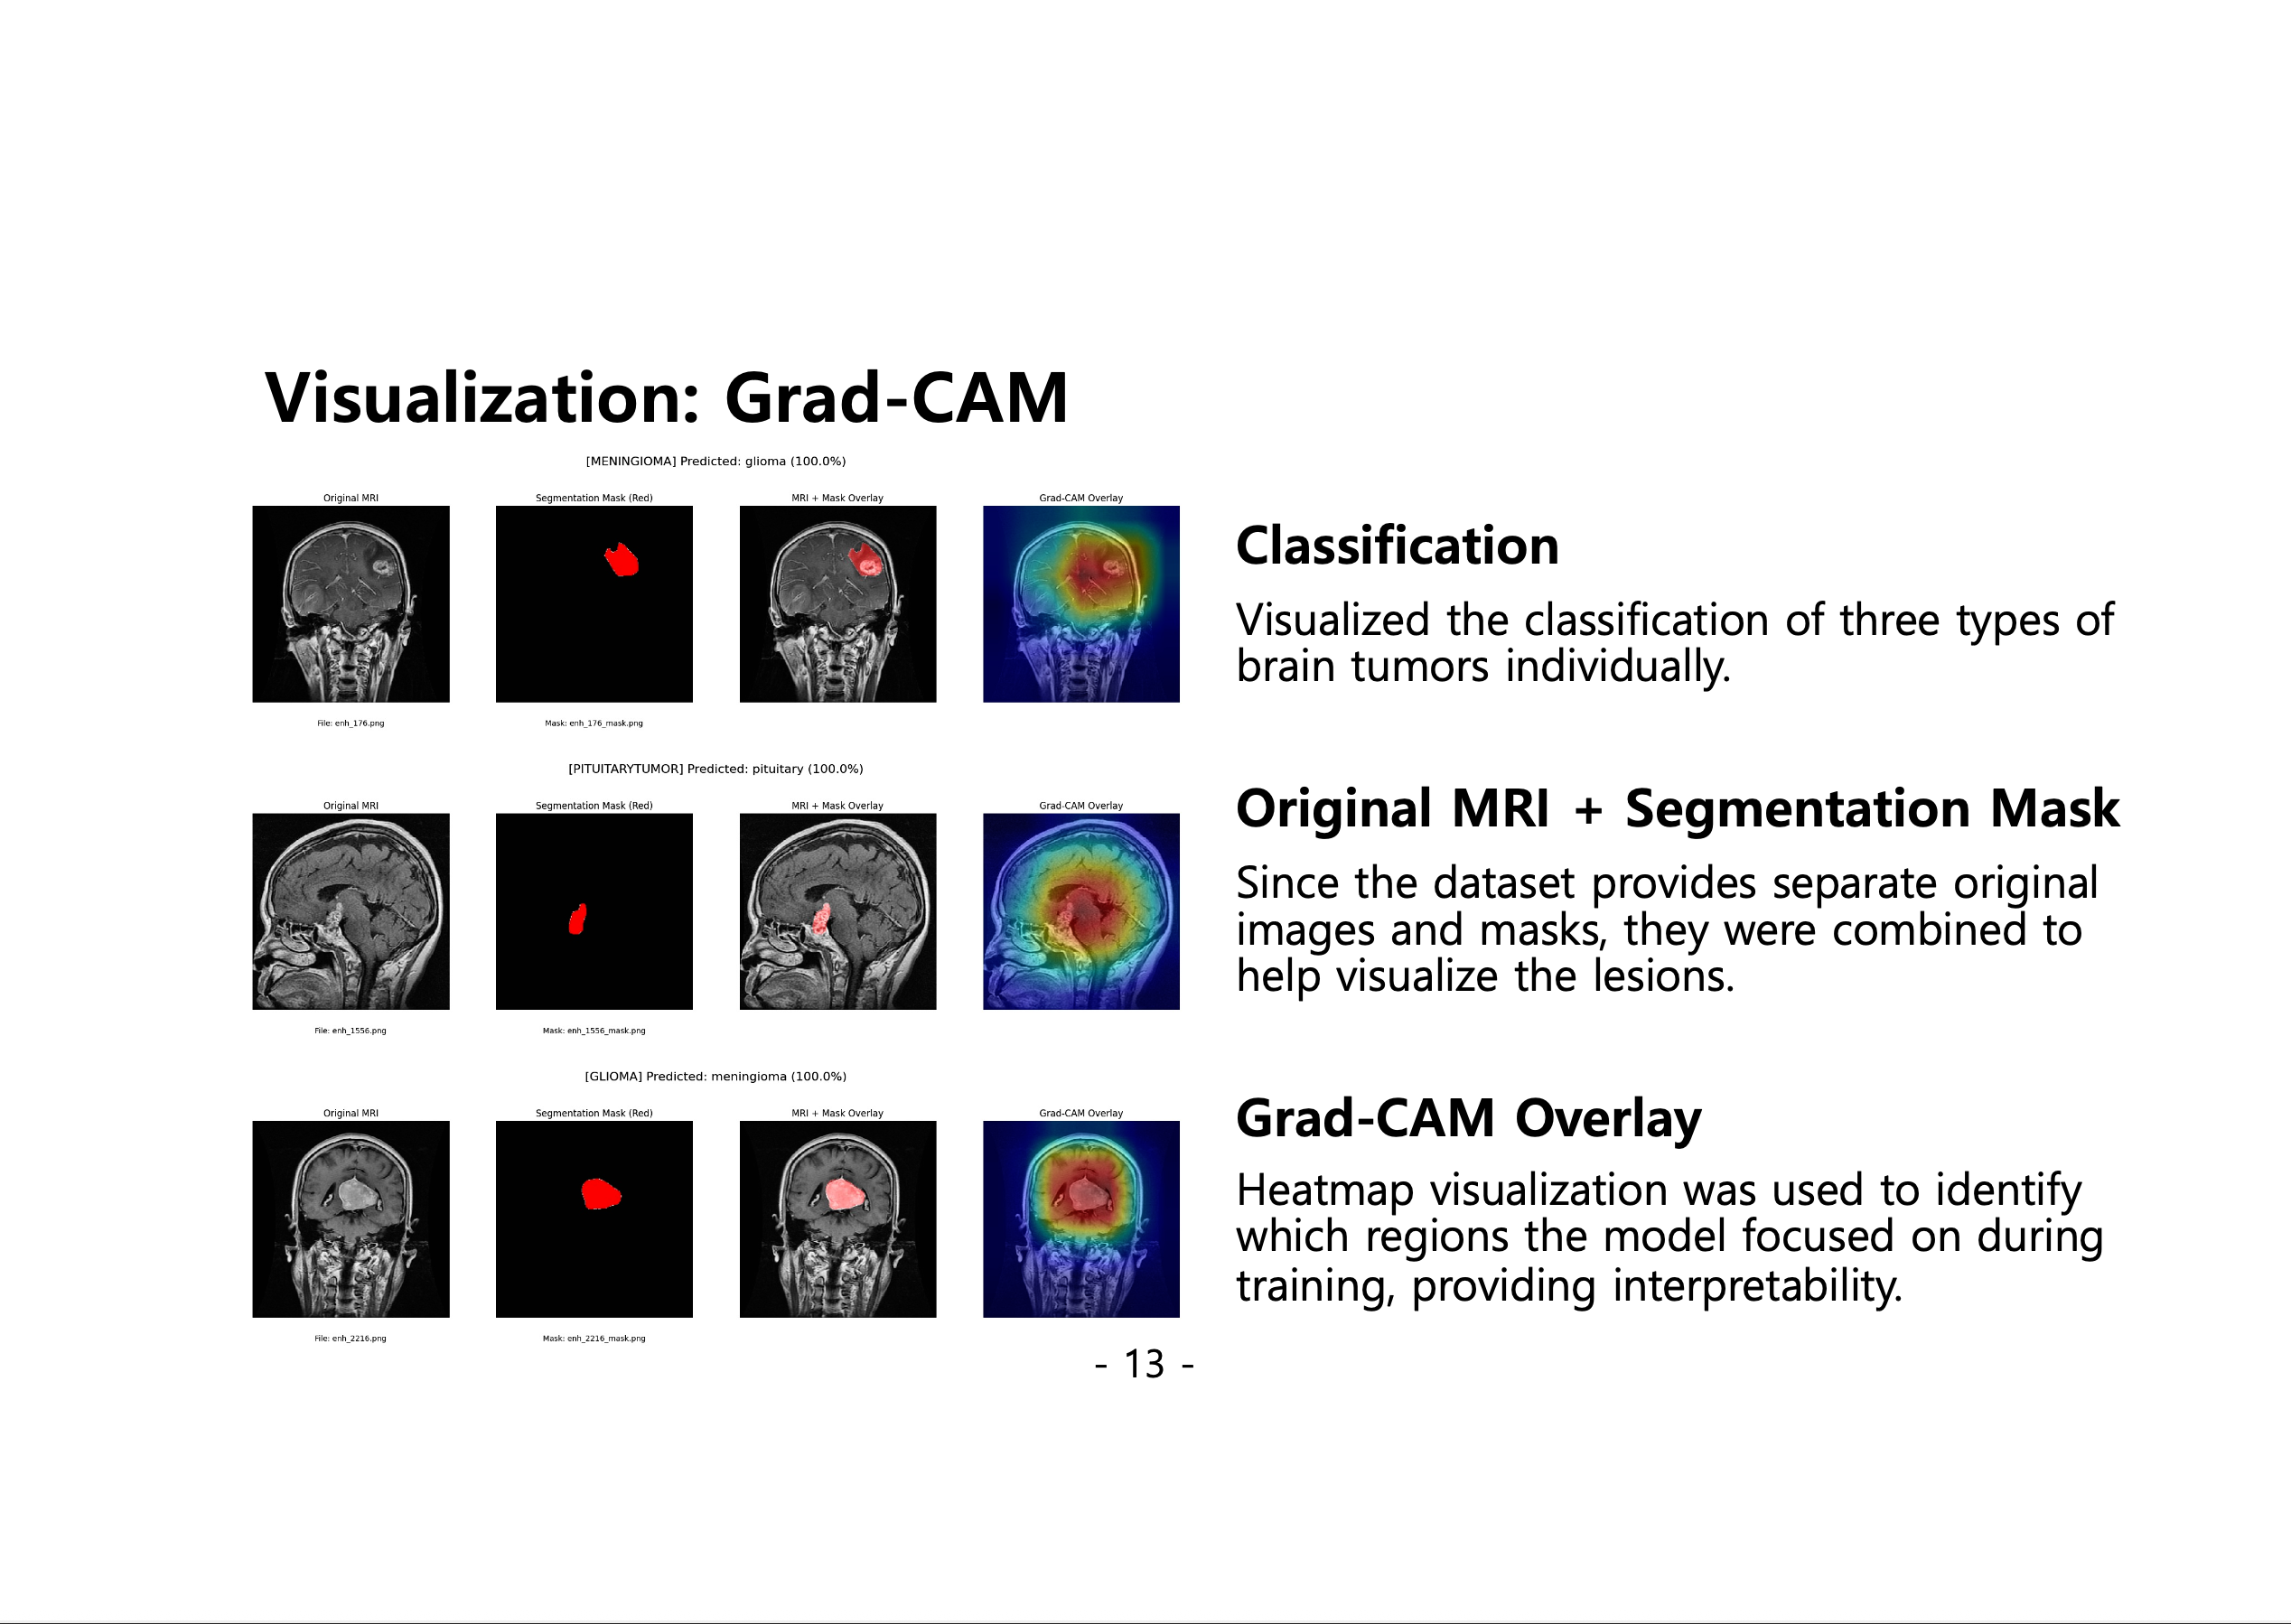 Visualization: Grad-CAM
[MENINGIOMA] Predicted: glioma (100.0%)
Original MRI
Segmentation Mask (Red)
MRI + Mask Overlay
Grad-CAM Overlay
File: enh_176.png
Mask: enh_176_mask.png
[PITUITARYTUMOR] Predicted: pituitary (100.0%)
Original MRI
Segmentation Mask (Red)
MRI + Mask Overlay
Grad-CAM Overlay
File: enh_1556.png
Mask: enh_1556_mask.png
[GLIOMA] Predicted: meningioma (100.0%)
Original MRI
Segmentation Mask (Red)
MRI + Mask Overlay
Grad-CAM Overlay
File: enh_2216.png
Mask: enh_2216_mask.png
Classification
Visualized the classification of three types of
brain tumors individually.
Original MRI + Segmentation Mask
Since the dataset provides separate original
images and masks, they were combined to
help visualize the lesions.
Grad-CAM Overlay
Heatmap visualization was used to identify
which regions the model focused on during
training, providing interpretability.
- 13 -